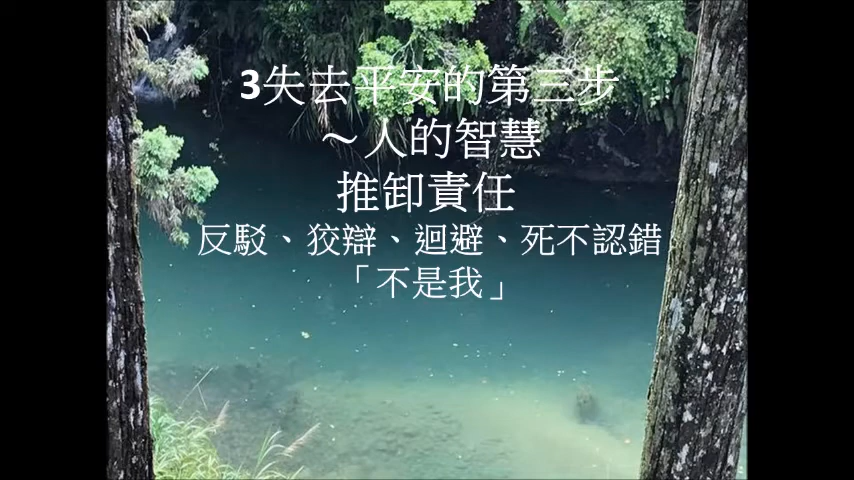 3失去平安的第三步
～人的智慧
推卸責任
反駁、狡辯、迴避、死不認錯
「不是我」